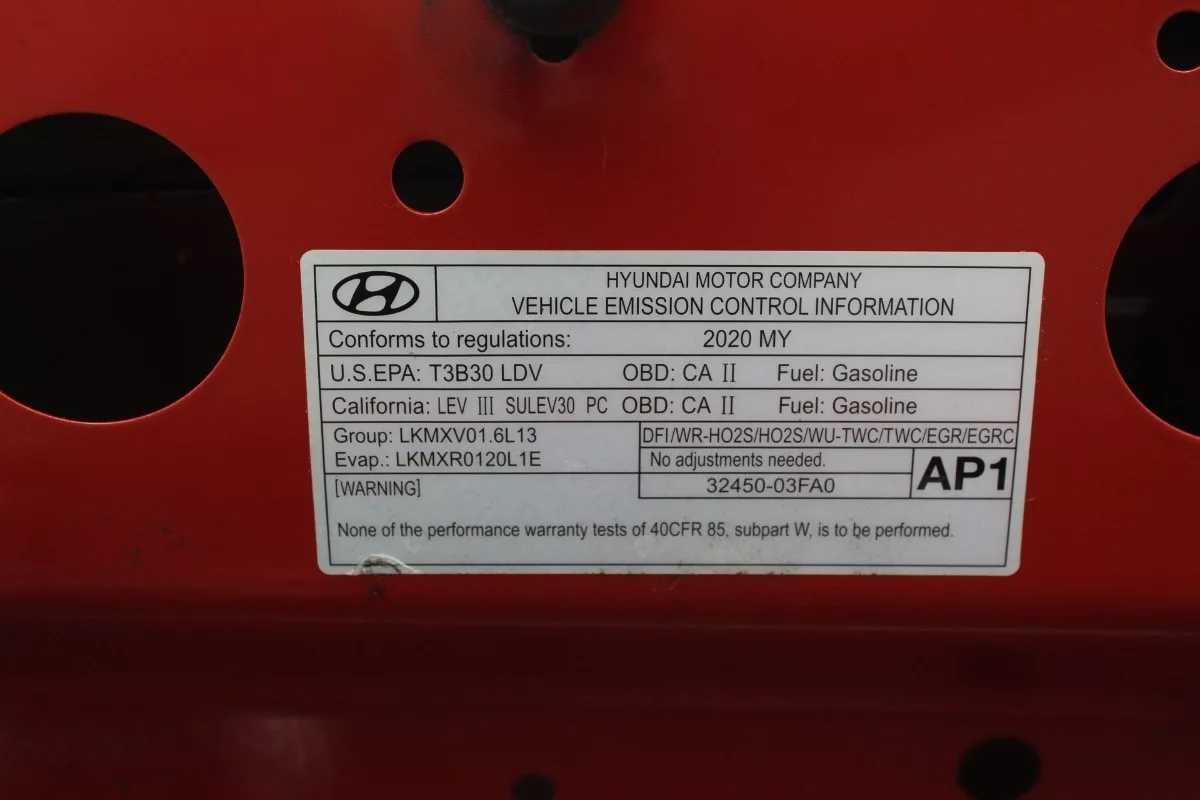 HYUNDAI MOTOR COMPANY
VEHICLE EMISSION CONTROL INFORMATION
Conforms to regulations: 2020 MY
U.S.EPA: T3B30 LDV OBD: CA II Fuel: Gasoline
California: LEV III SULEV30 PC OBD: CA II Fuel: Gasoline
Group: LKMXV01.6L13
Evap.: LKMXR0120L1E
DFI/WR-HO2S/HO2S/WU-TWC/TWC/EGR/EGRC
No adjustments needed.
32450-03FA0
AP1
[WARNING]
None of the performance warranty tests of 40CFR 85, subpart W, is to be performed.